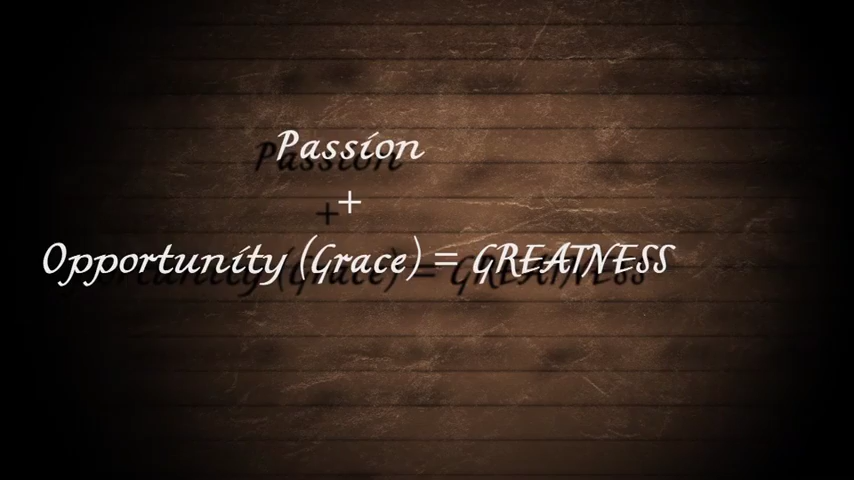 Passion
+
Opportunity (Grace) = GREATNESS